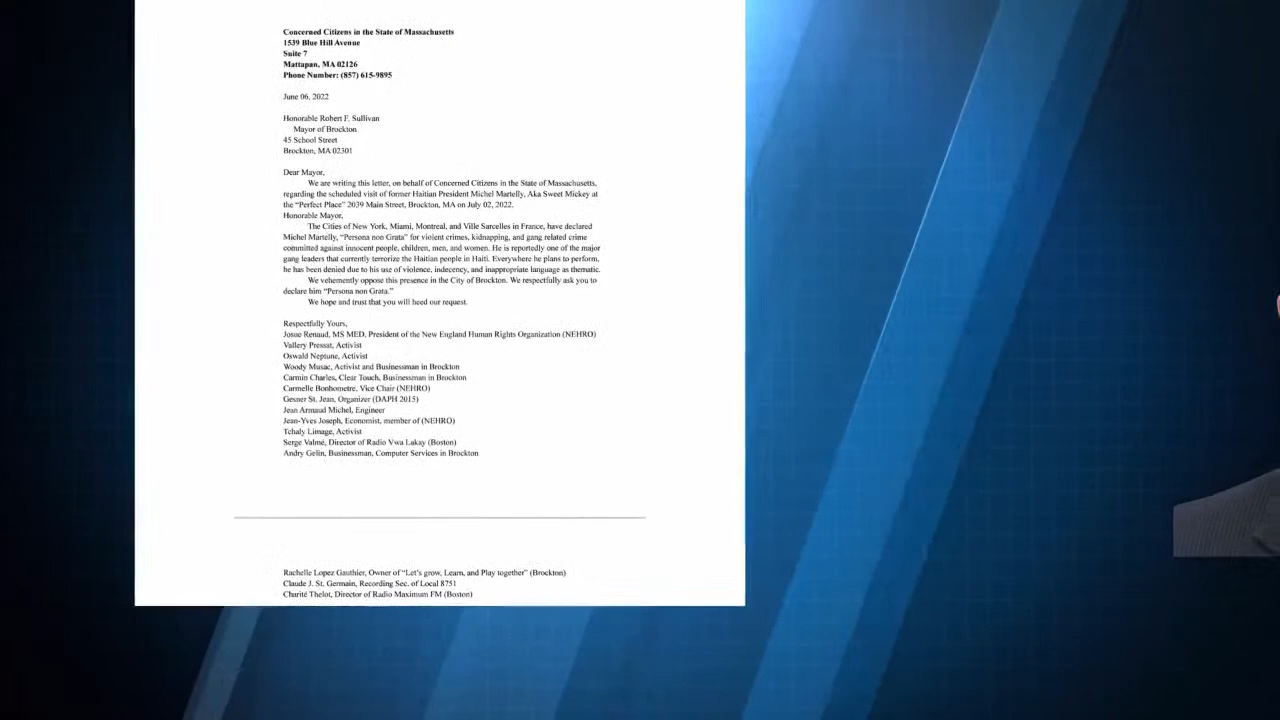 Concerned Citizens in the State of Massachusetts
1539 Blue Hill Avenue
Suite 7
Mattapan, MA 02126
Phone Number: (857) 615-9895
June 06, 2022
Honorable Robert F. Sullivan
Mayor of Brockton
45 School Street
Brockton, MA 02301
Dear Mayor,
We are writing this letter, on behalf of Concerned Citizens in the State of Massachusetts,
regarding the scheduled visit of former Haitian President Michel Martelly, Aka Sweet Mickey at
the “Perfect Place” 2039 Main Street, Brockton, MA on July 02, 2022.
Honorable Mayor,
The Cities of New York, Miami, Montreal, and Ville Sarcelles in France, have declared
Michel Martelly, “Persona non Grata” for violent crimes, kidnapping, and gang related crime
committed against innocent people, children, men, and women. He is reportedly one of the major
gang leaders that currently terrorize the Haitian people in Haiti. Everywhere he plans to perform,
he has been denied due to his use of violence, indecency, and inappropriate language as thematic.
We vehemently oppose this presence in the City of Brockton. We respectfully ask you to
declare him “Persona non Grata.”
We hope and trust that you will heed our request.
Respectfully Yours,
Josue Renaud, MS MED, President of the New England Human Rights Organization (NEHRO)
Vallery Pressat, Activist
Oswald Neptune, Activist
Woody Musac, Activist and Businessman in Brockton
Carmin Charles, Clear Touch, Businessman in Brockton
Carmelle Bonhometre, Vice Chair (NEHRO)
Gesner St. Jean, Organizer (DAPH 2015)
Jean Armaud Michel, Engineer
Jean-Yves Joseph, Economist, member of (NEHRO)
Tchaly Limage, Activist
Serge Valmé, Director of Radio Vwa Lakay (Boston)
Andry Gelin, Businessman, Computer Services in Brockton
Rachelle Lopez Gauthier, Owner of “Let’s grow, Learn, and Play together” (Brockton)
Claude J. St. Germain, Recording Sec. of Local 8751
Charité Thelot, Director of Radio Maximum FM (Boston)